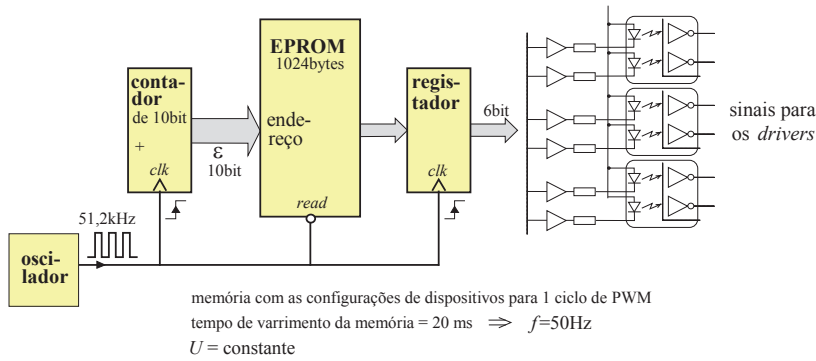 EPROM
1024bytes
conta-
dor
de 10bit
+
clk
ε
10bit
ende-
reço
read
regis-
tador
clk
6bit
sinais para
os drivers
51,2kHz
osci-
lador
memória com as configurações de dispositivos para 1 ciclo de PWM
tempo de varrimento da memória = 20 ms ⇒ f=50Hz
U = constante